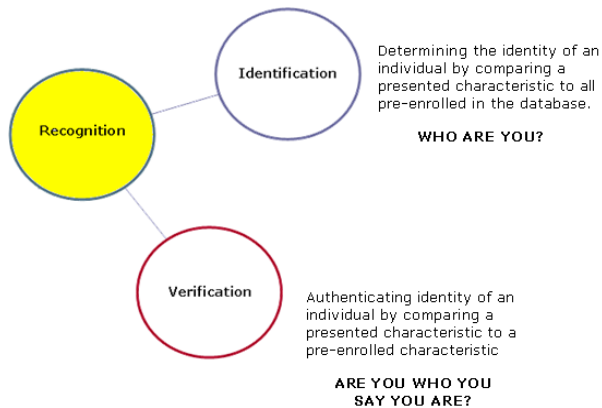 Identification
Determining the identity of an
individual by comparing a
presented characteristic to all
pre-enrolled in the database.
WHO ARE YOU?
Recognition
Verification
Authenticating identity of an
individual by comparing a
presented characteristic to a
pre-enrolled characteristic
ARE YOU WHO YOU
SAY YOU ARE?